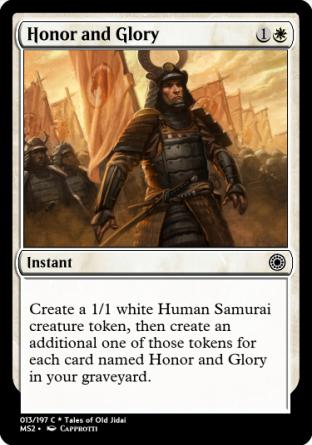 Honor and Glory
1
Instant
Create a 1/1 white Human Samurai
creature token, then create an
additional one of those tokens for
each card named Honor and Glory
in your graveyard.
013/197 C * Tales of Old Jidai
MS2 • CAPPROTTI